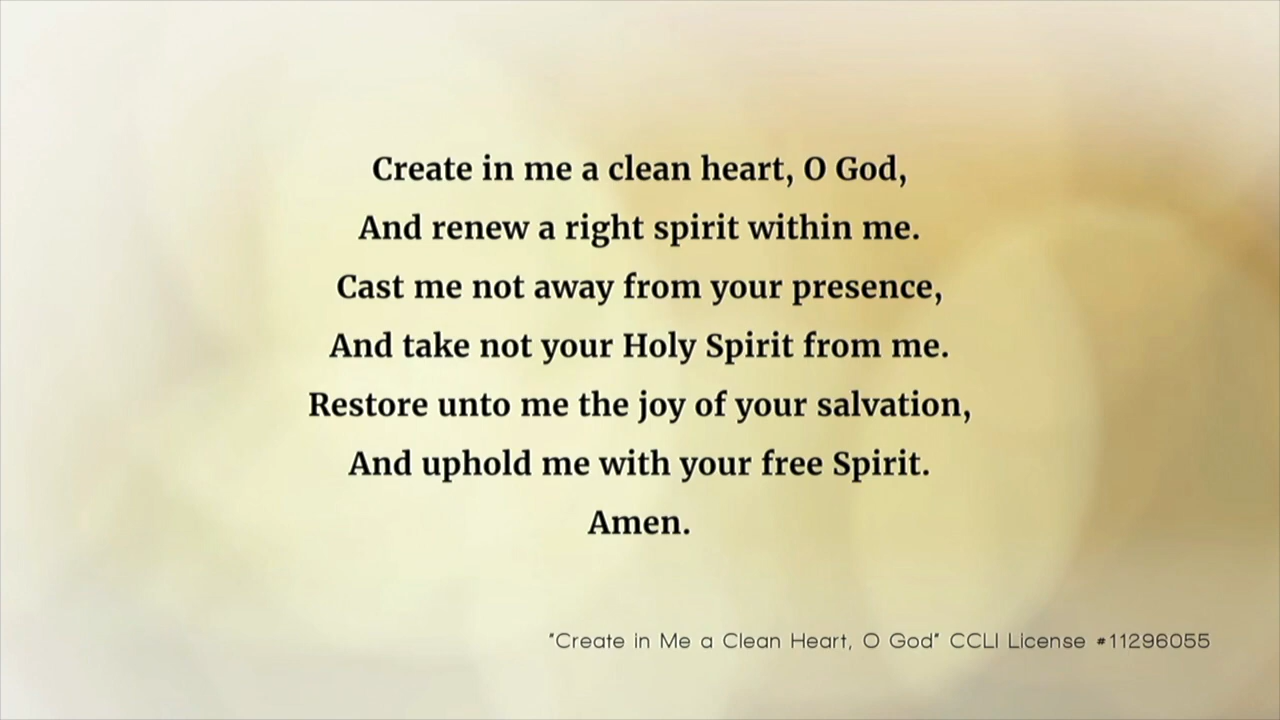 Create in me a clean heart, O God,
And renew a right spirit within me.
Cast me not away from your presence,
And take not your Holy Spirit from me.
Restore unto me the joy of your salvation,
And uphold me with your free Spirit.
Amen.
"Create in Me a Clean Heart, O God" CCLI License #11296055